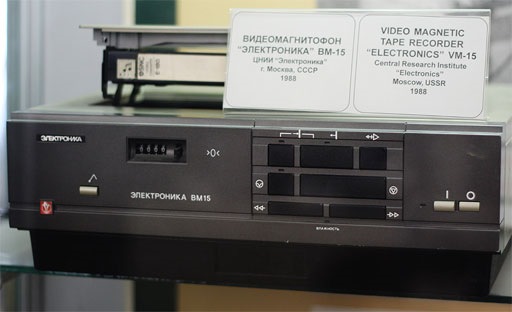 ВИДЕОМАГНИТОФОН
"ЭЛЕКТРОНИКА" ВМ-15
ЦНИИ "Электроника"
г. Москва, СССР
1988
VIDEO MAGNETIC
TAPE RECORDER
"ELECTRONICS" VM-15
Central Research Institute
"Electronics"
Moscow, USSR
1988
ЭЛЕКТРОНИКА
>0<
ЭЛЕКТРОНИКА ВМ15
I O
ВЛАЖНОСТЬ